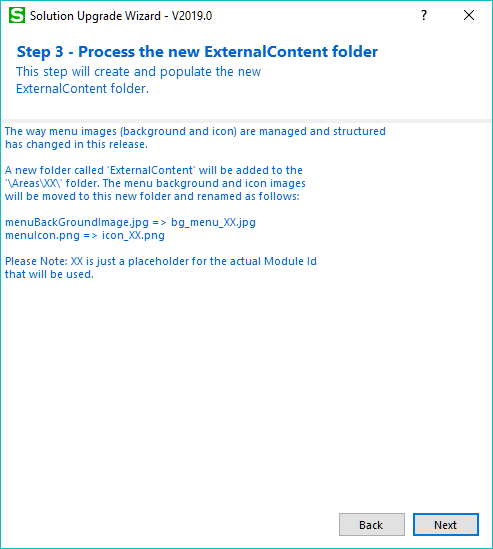 S Solution Upgrade Wizard - V2019.0 ?
Step 3 - Process the new ExternalContent folder
This step will create and populate the new
ExternalContent folder.
The way menu images (background and icon) are managed and structured
has changed in this release.
A new folder called 'ExternalContent' will be added to the
'\Areas\XX\' folder. The menu background and icon images
will be moved to this new folder and renamed as follows:
menuBackGroundImage.jpg => bg_menu_XX.jpg
menuIcon.png => icon_XX.png
Please Note: XX is just a placeholder for the actual Module Id
that will be used.
Back Next